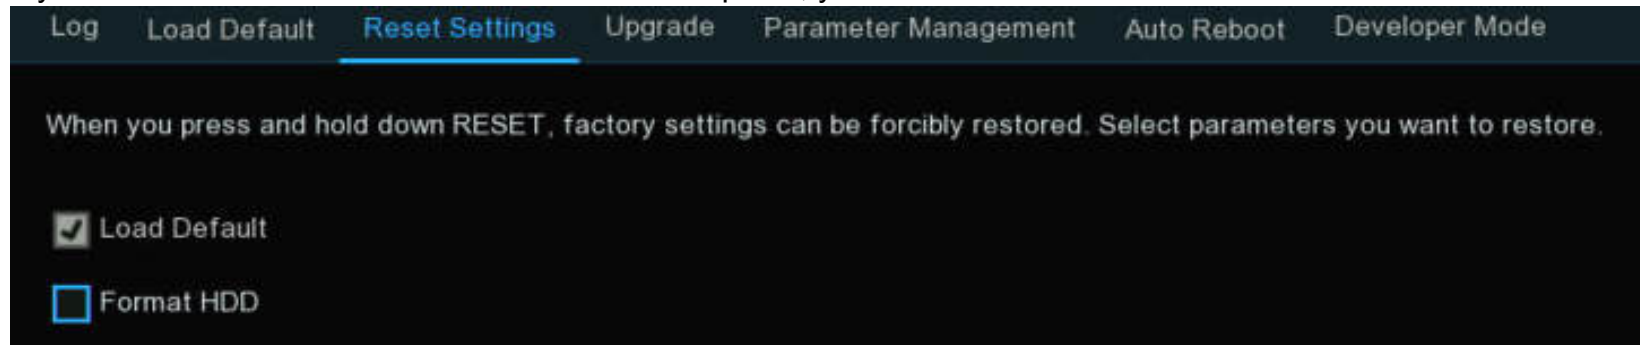 Log Load Default Reset Settings Upgrade Parameter Management Auto Reboot Developer Mode
When you press and hold down RESET, factory settings can be forcibly restored. Select parameters you want to restore.
Load Default
Format HDD